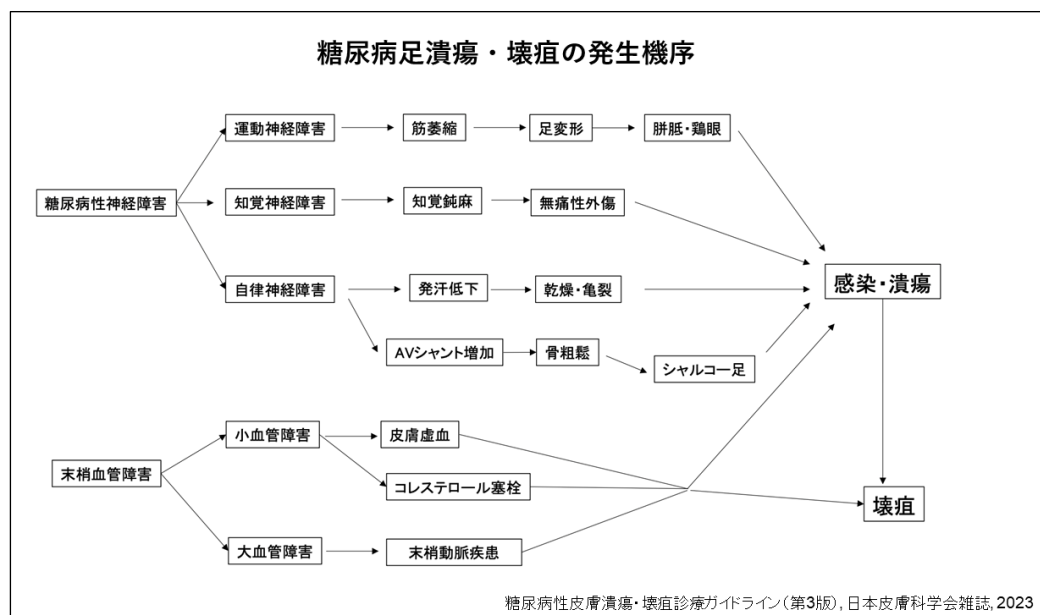 糖尿病足潰瘍・壊疽の発生機序
運動神経障害
筋萎縮
足変形
胼胝・鶏眼
糖尿病性神経障害
知覚神経障害
知覚鈍麻
無痛性外傷
自律神経障害
発汗低下
乾燥・亀裂
感染・潰瘍
AVシャント増加
骨粗鬆
シャルコー足
小血管障害
皮膚虚血
末梢血管障害
コレステロール塞栓
壊疽
大血管障害
末梢動脈疾患
糖尿病性皮膚潰瘍・壊疽診療ガイドライン（第3版）, 日本皮膚科学会雑誌, 2023